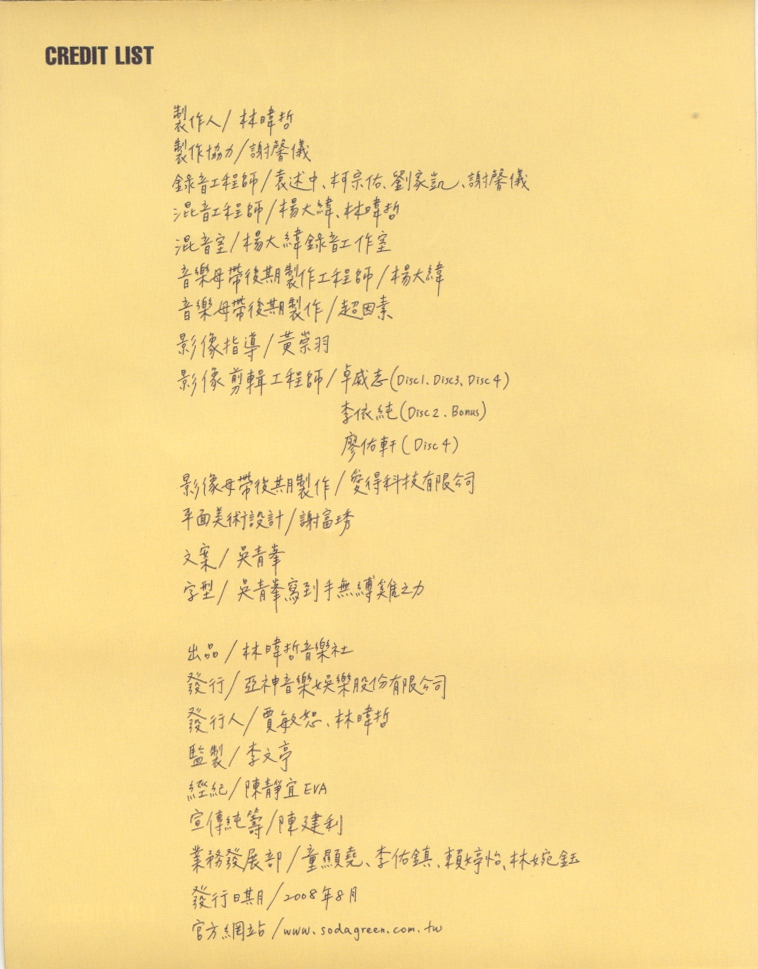 CREDIT LIST
製作人/林暐哲
製作協力/謝馨儀
錄音工程師/袁述中、柯宗佑、劉家凱、謝馨儀
混音工程師/楊大緯、林暐哲
混音室/楊大緯錄音工作室
音樂母帶後期製作工程師/楊大緯
音樂母帶後期製作/超因素
影像指導/黃崇羽
影像剪輯工程師/卓威志(Disc1、Disc3、Disc4)
李依純(Disc2、Bonus)
廖佑軒(Disc4)
影像母帶後期製作/愛得科技有限公司
平面美術設計/謝富琇
文案/吳青峯
字型/吳青峯寫到手無縛雞之力
出品/林暐哲音樂社
發行/亞神音樂娛樂股份有限公司
發行人/賈敏恕、林暐哲
監製/李文亭
經紀/陳靜宜EVA
宣傳統籌/陳建利
業務發展部/童顯堯、李佑鎮、賴婷怡、林婉鈺
發行日期/2008年8月
官方網站/www.sodagreen.com.tw